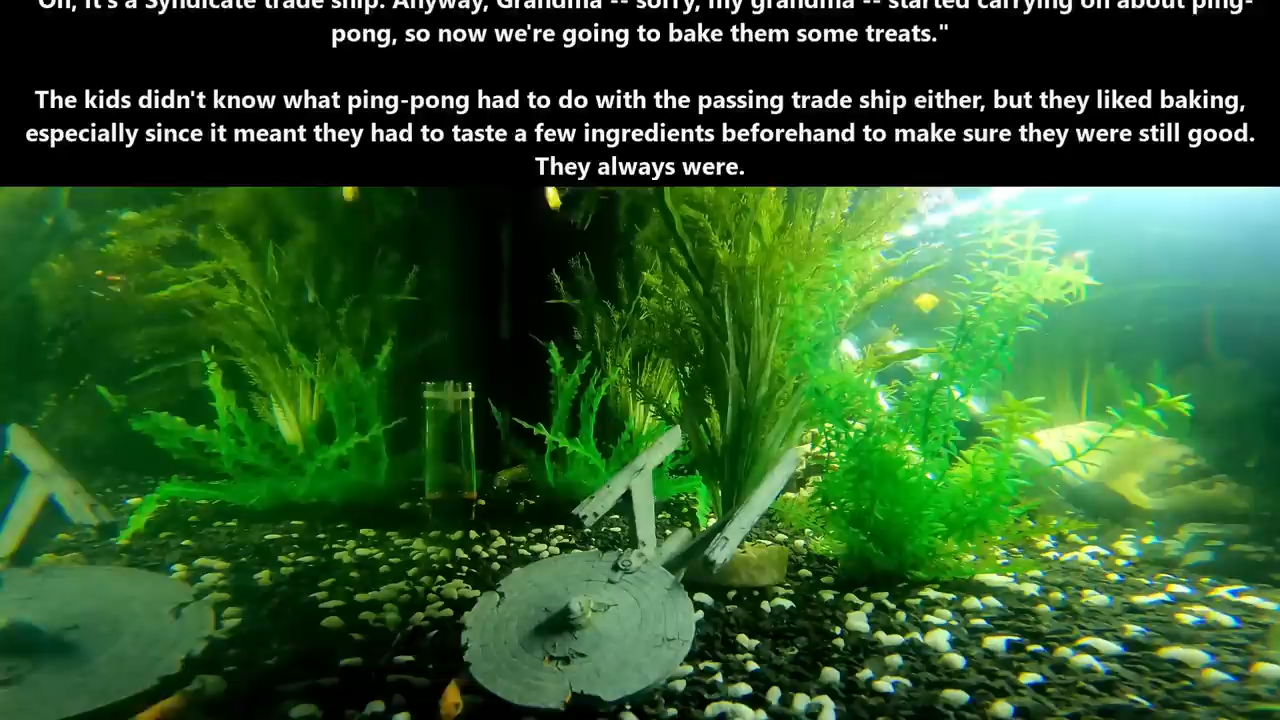 Oh, it's a Syndicate trade ship. Anyway, Grandma -- sorry, my grandma -- started carrying on about ping-
pong, so now we're going to bake them some treats."
The kids didn't know what ping-pong had to do with the passing trade ship either, but they liked baking,
especially since it meant they had to taste a few ingredients beforehand to make sure they were still good.
They always were.